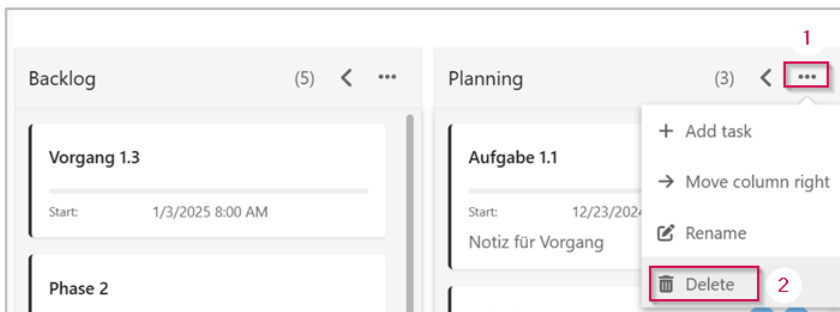 1
Backlog (5)
Planning (3)
Vorgang 1.3
Start: 1/3/2025 8:00 AM
Phase 2
Aufgabe 1.1
Start: 12/23/2024
Notiz für Vorgang
Add task
Move column right
Rename
Delete 2